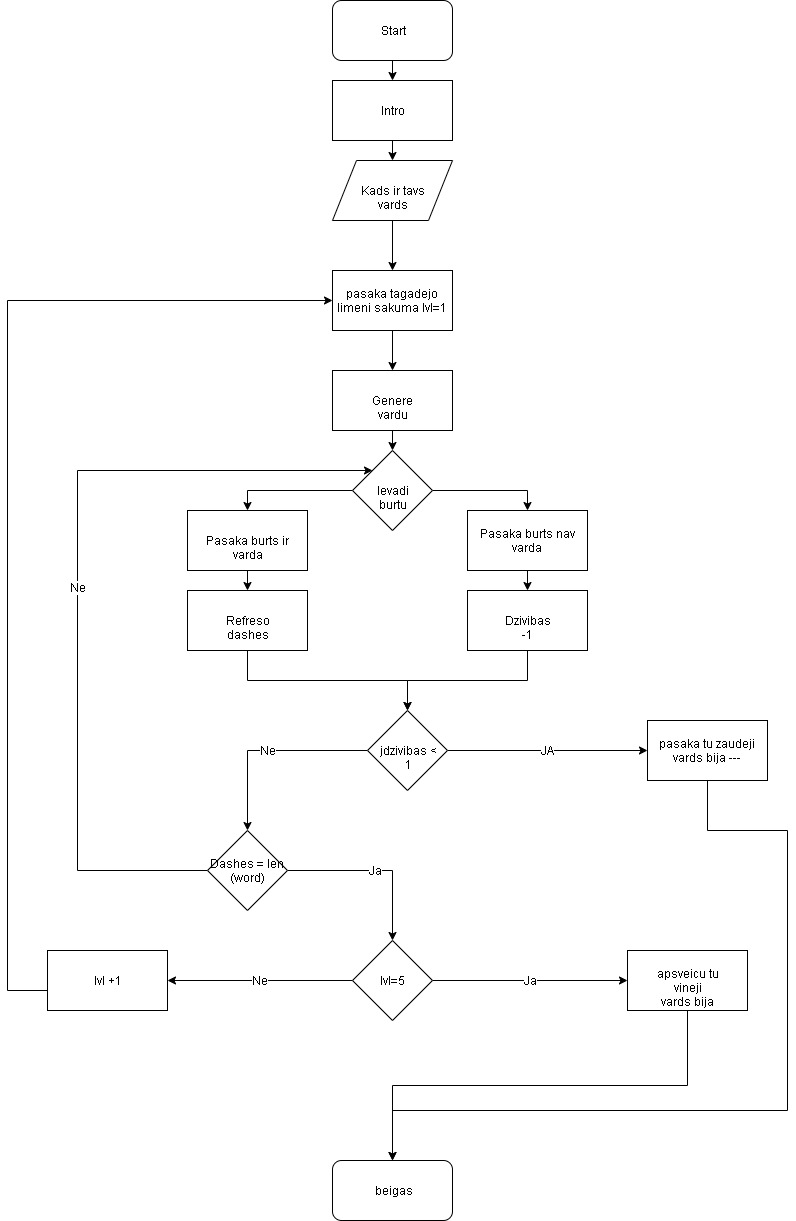 Start
Intro
Kads ir tavs
vards
pasaka tagadejo
limeni sakuma lvl=1
Genere
vardu
Ievadi
burtu
Pasaka burts ir
varda
Pasaka burts nav
varda
Ne
Refreso
dashes
Dzivibas
-1
jdzivibas <
1
Ne
JA
pasaka tu zaudeji
vards bija ---
Dashes = len
(word)
Ja
lvl +1
Ne
lvl=5
Ja
apsveicu tu
vineji
vards bija
beigas